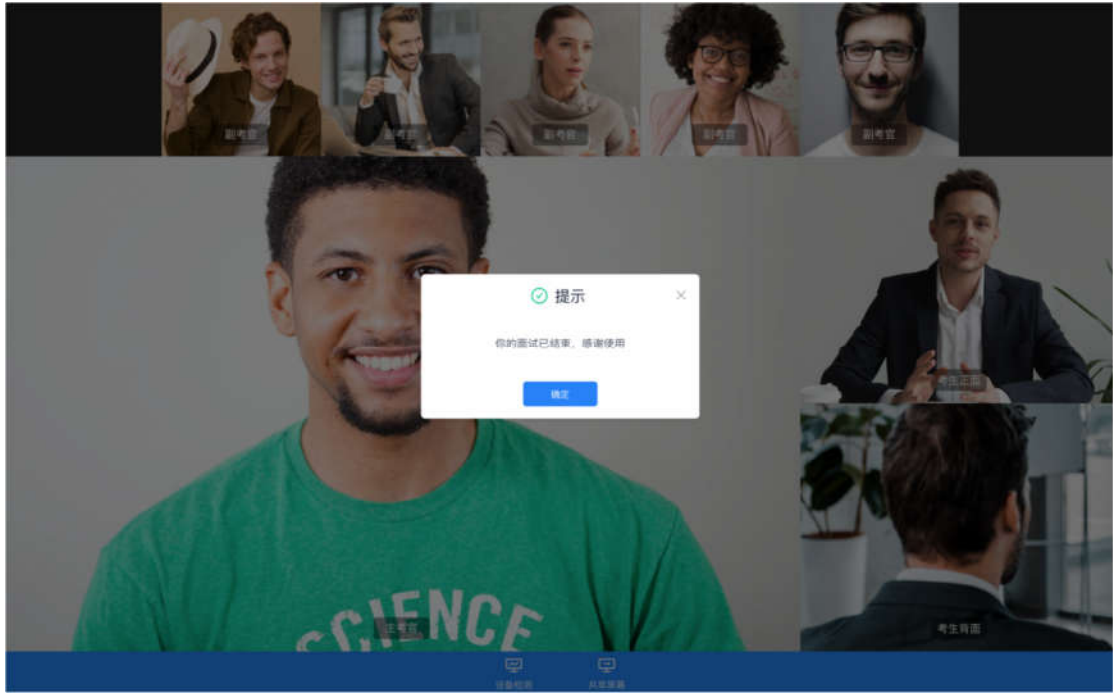 副考官
副考官
副考官
副考官
副考官
提示
你的面试已结束，感谢使用
确定
考生正面
SCIENCE
主考官
考生背面
设备检测
共享屏幕